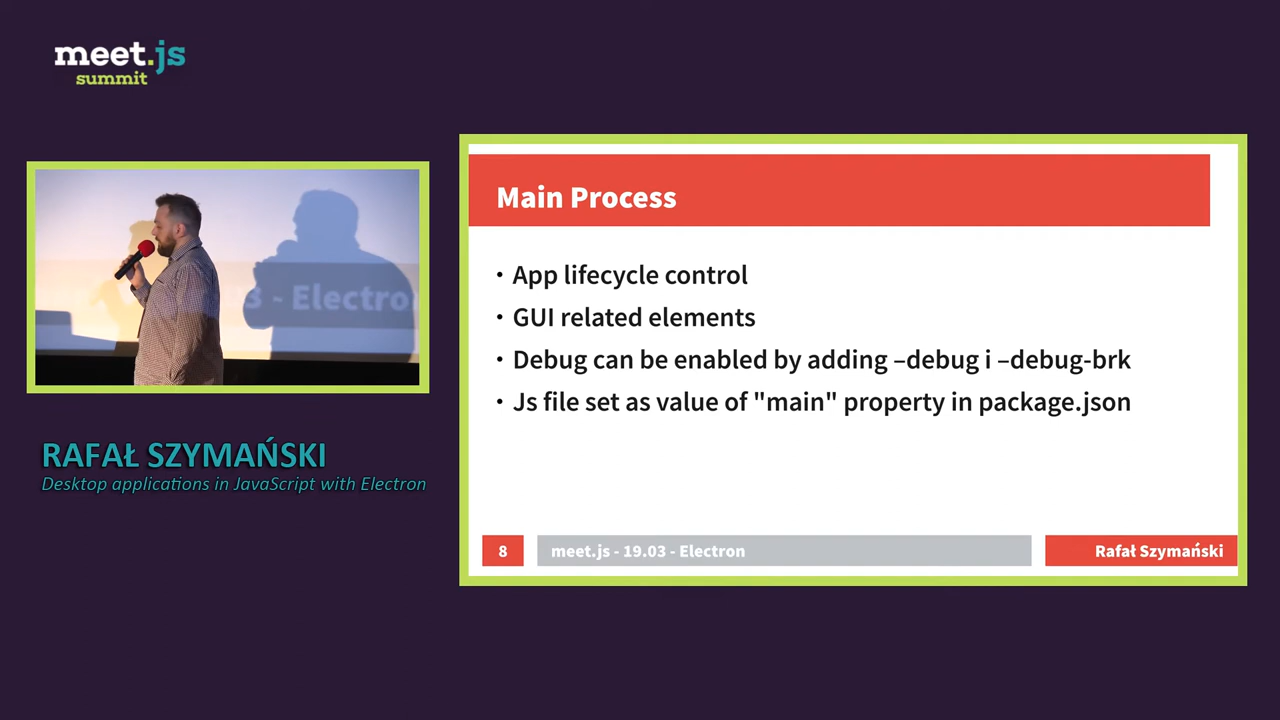 meet.js
summit
3 - Electro
RAFAŁ SZYMAŃSKI
Desktop applications in JavaScript with Electron
Main Process
• App lifecycle control
• GUI related elements
• Debug can be enabled by adding –debug i –debug-brk
• Js file set as value of "main" property in package.json
8
meet.js - 19.03 - Electron
Rafał Szymański